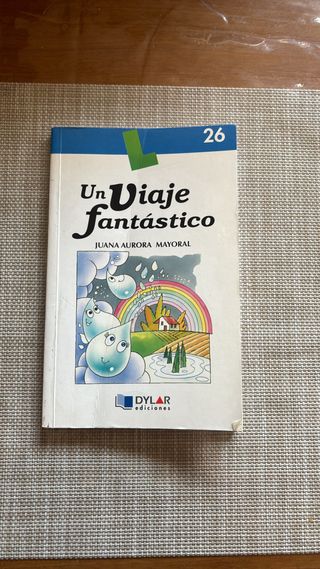 26
Un Viaje
fantástico
JUANA AURORA MAYORAL
DYLAR
ediciones